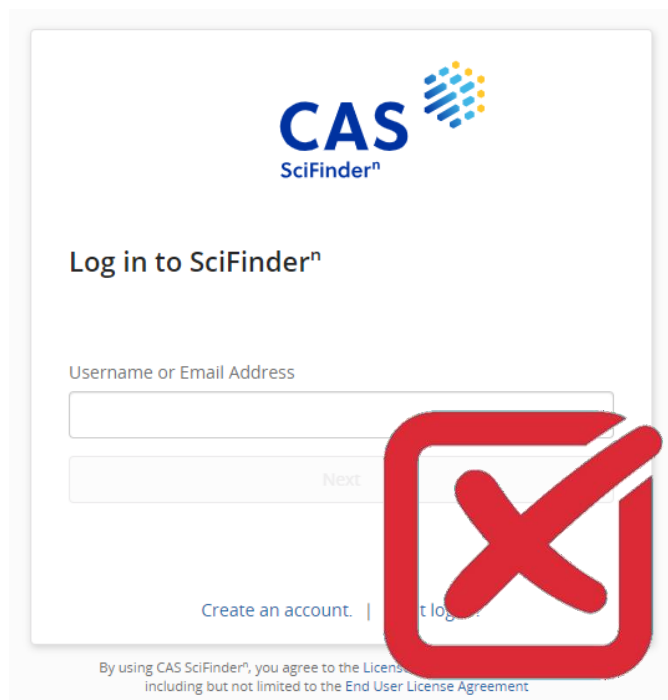 CAS
SciFinderⁿ
Log in to SciFinderⁿ
Username or Email Address
Next
Create an account. |
By using CAS SciFinderⁿ, you agree to the
including but not limited to the End User License Agreement